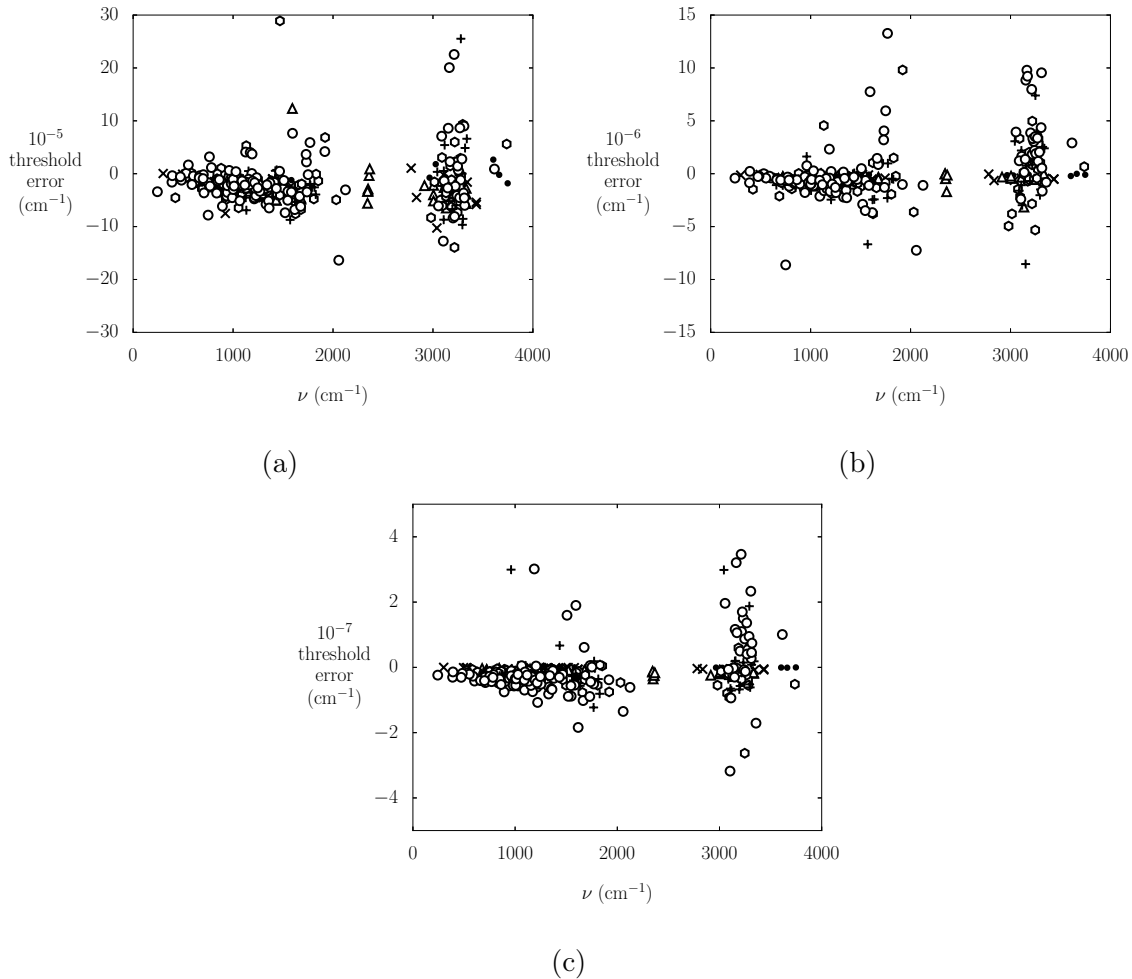 30
20
10
0
−10
−20
−30
10⁻⁵
threshold
error
(cm⁻¹)
0 1000 2000 3000 4000
ν (cm⁻¹)
(a)
15
10
5
0
−5
−10
−15
10⁻⁶
threshold
error
(cm⁻¹)
0 1000 2000 3000 4000
ν (cm⁻¹)
(b)
4
2
0
−2
−4
10⁻⁷
threshold
error
(cm⁻¹)
0 1000 2000 3000 4000
ν (cm⁻¹)
(c)